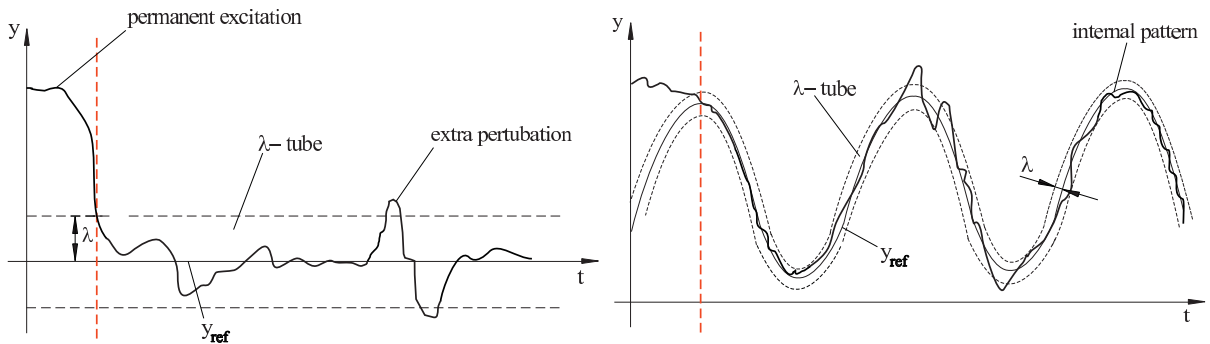 permanent excitation
y
λ– tube
extra pertubation
λ
t
y_ref
y
internal pattern
λ– tube
λ
y_ref
t